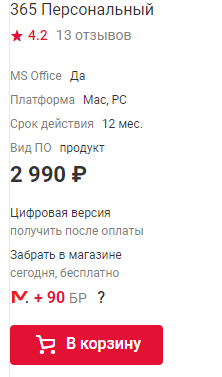 365 Персональный
4.2 13 отзывов
MS Office Да
Платформа Mac, PC
Срок действия 12 мес.
Вид ПО продукт
2 990 ₽
Цифровая версия
получить после оплаты
Забрать в магазине
сегодня, бесплатно
М. + 90 БР ?
В корзину